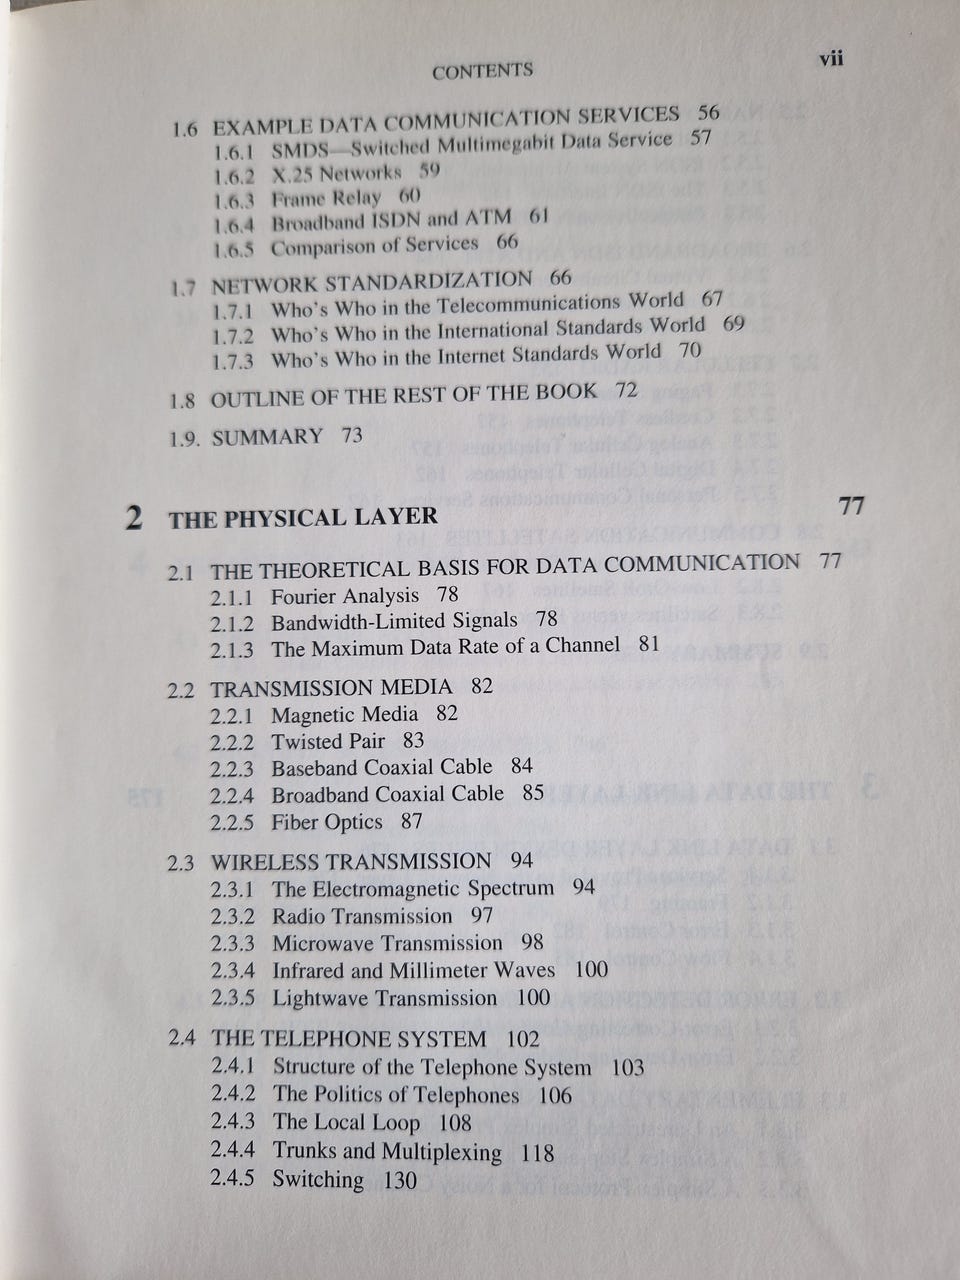 CONTENTS vii
1.6 EXAMPLE DATA COMMUNICATION SERVICES 56
1.6.1 SMDS—Switched Multimegabit Data Service 57
1.6.2 X.25 Networks 59
1.6.3 Frame Relay 60
1.6.4 Broadband ISDN and ATM 61
1.6.5 Comparison of Services 66
1.7 NETWORK STANDARDIZATION 66
1.7.1 Who's Who in the Telecommunications World 67
1.7.2 Who's Who in the International Standards World 69
1.7.3 Who's Who in the Internet Standards World 70
1.8 OUTLINE OF THE REST OF THE BOOK 72
1.9. SUMMARY 73
2 THE PHYSICAL LAYER 77
2.1 THE THEORETICAL BASIS FOR DATA COMMUNICATION 77
2.1.1 Fourier Analysis 78
2.1.2 Bandwidth-Limited Signals 78
2.1.3 The Maximum Data Rate of a Channel 81
2.2 TRANSMISSION MEDIA 82
2.2.1 Magnetic Media 82
2.2.2 Twisted Pair 83
2.2.3 Baseband Coaxial Cable 84
2.2.4 Broadband Coaxial Cable 85
2.2.5 Fiber Optics 87
2.3 WIRELESS TRANSMISSION 94
2.3.1 The Electromagnetic Spectrum 94
2.3.2 Radio Transmission 97
2.3.3 Microwave Transmission 98
2.3.4 Infrared and Millimeter Waves 100
2.3.5 Lightwave Transmission 100
2.4 THE TELEPHONE SYSTEM 102
2.4.1 Structure of the Telephone System 103
2.4.2 The Politics of Telephones 106
2.4.3 The Local Loop 108
2.4.4 Trunks and Multiplexing 118
2.4.5 Switching 130